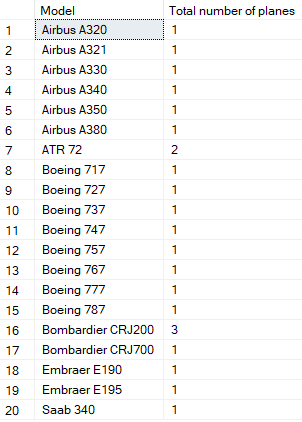 Model Total number of planes
1 Airbus A320 1
2 Airbus A321 1
3 Airbus A330 1
4 Airbus A340 1
5 Airbus A350 1
6 Airbus A380 1
7 ATR 72 2
8 Boeing 717 1
9 Boeing 727 1
10 Boeing 737 1
11 Boeing 747 1
12 Boeing 757 1
13 Boeing 767 1
14 Boeing 777 1
15 Boeing 787 1
16 Bombardier CRJ200 3
17 Bombardier CRJ700 1
18 Embraer E190 1
19 Embraer E195 1
20 Saab 340 1